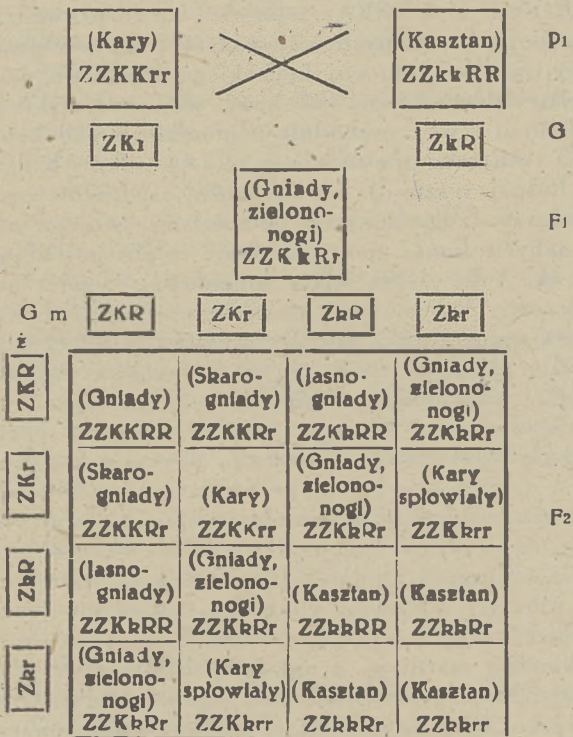 (Kary) (Kasztan) P1
ZZKKrr ZZkkRR
ZKr ZkR G
(Gniady,
zielono-
nogi)
ZZKkRr
F1
G m ZKR ZKr ZkR Zkr
ż
ZKR
(Gniady) (Skaro-gniady) (Jasno-gniady) (Gniady, zielono-nogi)
ZZKKRR ZZKKRr ZZKkRR ZZKkRr
ZKr
(Skaro-gniady) (Kary) (Gniady, zielono-nogi) (Kary spłowiały)
ZZKKRr ZZKKrr ZZKkRr ZZKkrr
F2
ZkR
(Jasno-gniady) (Gniady, zielono-nogi) (Kasztan) (Kasztan)
ZZKkRR ZZKkRr ZZkkRR ZZkkRr
Zkr
(Gniady, zielono-nogi) (Kary spłowiały) (Kasztan) (Kasztan)
ZZKkRr ZZKkrr ZZkkRr ZZkkrr